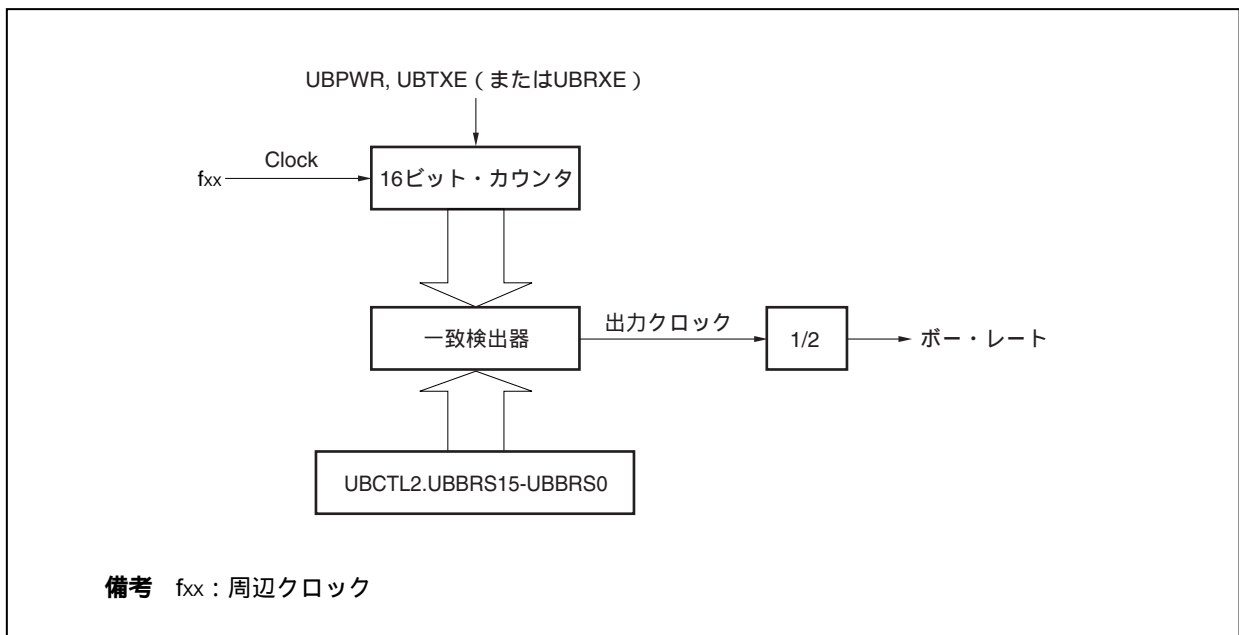 UBPWR, UBTXE（またはUBRXE）
Clock
fxx
16ビット・カウンタ
一致検出器
出力クロック
1/2
ボー・レート
UBCTL2.UBBRS15-UBBRS0
備考　fxx：周辺クロック